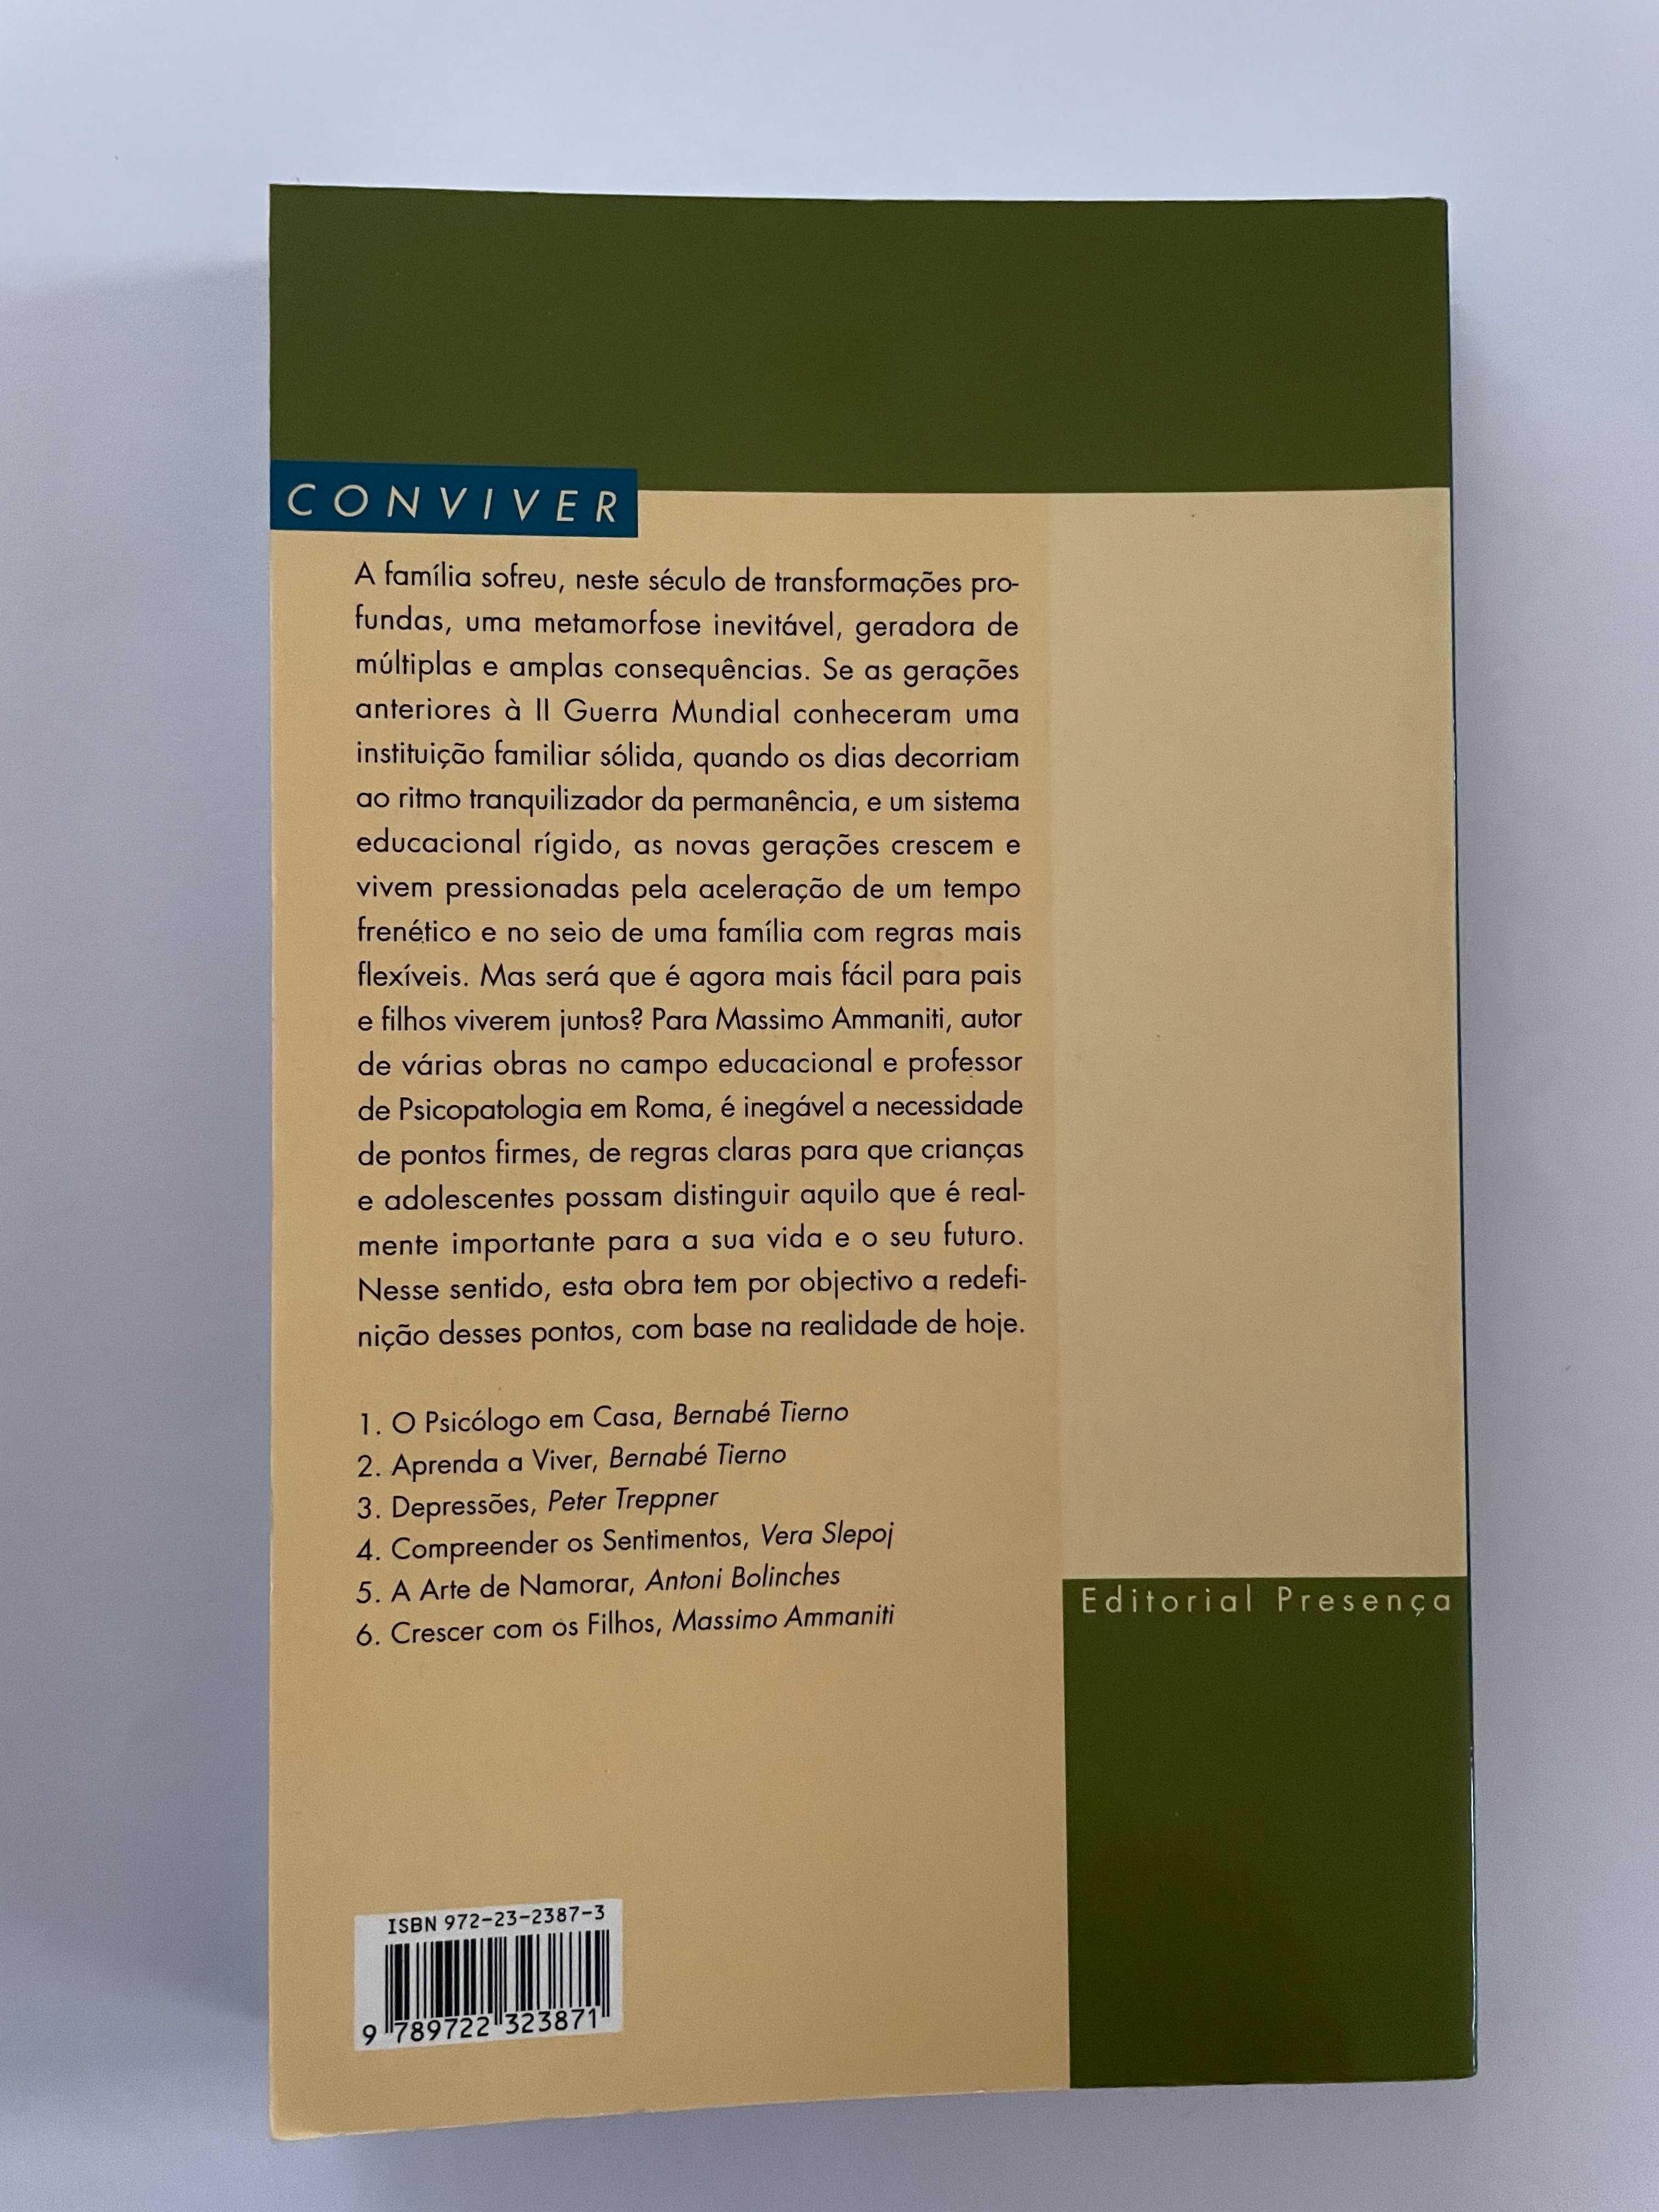 CONVIVER
A família sofreu, neste século de transformações pro-
fundas, uma metamorfose inevitável, geradora de
múltiplas e amplas consequências. Se as gerações
anteriores à II Guerra Mundial conheceram uma
instituição familiar sólida, quando os dias decorriam
ao ritmo tranquilizador da permanência, e um sistema
educacional rígido, as novas gerações crescem e
vivem pressionadas pela aceleração de um tempo
frenético e no seio de uma família com regras mais
flexíveis. Mas será que é agora mais fácil para pais
e filhos viverem juntos? Para Massimo Ammaniti, autor
de várias obras no campo educacional e professor
de Psicopatologia em Roma, é inegável a necessidade
de pontos firmes, de regras claras para que crianças
e adolescentes possam distinguir aquilo que é real-
mente importante para a sua vida e o seu futuro.
Nesse sentido, esta obra tem por objectivo a redefi-
nição desses pontos, com base na realidade de hoje.
1. O Psicólogo em Casa, Bernabé Tierno
2. Aprenda a Viver, Bernabé Tierno
3. Depressões, Peter Treppner
4. Compreender os Sentimentos, Vera Slepoj
5. A Arte de Namorar, Antoni Bolinches
6. Crescer com os Filhos, Massimo Ammaniti
Editorial Presença
ISBN 972-23-2387-3
9 789722 323871